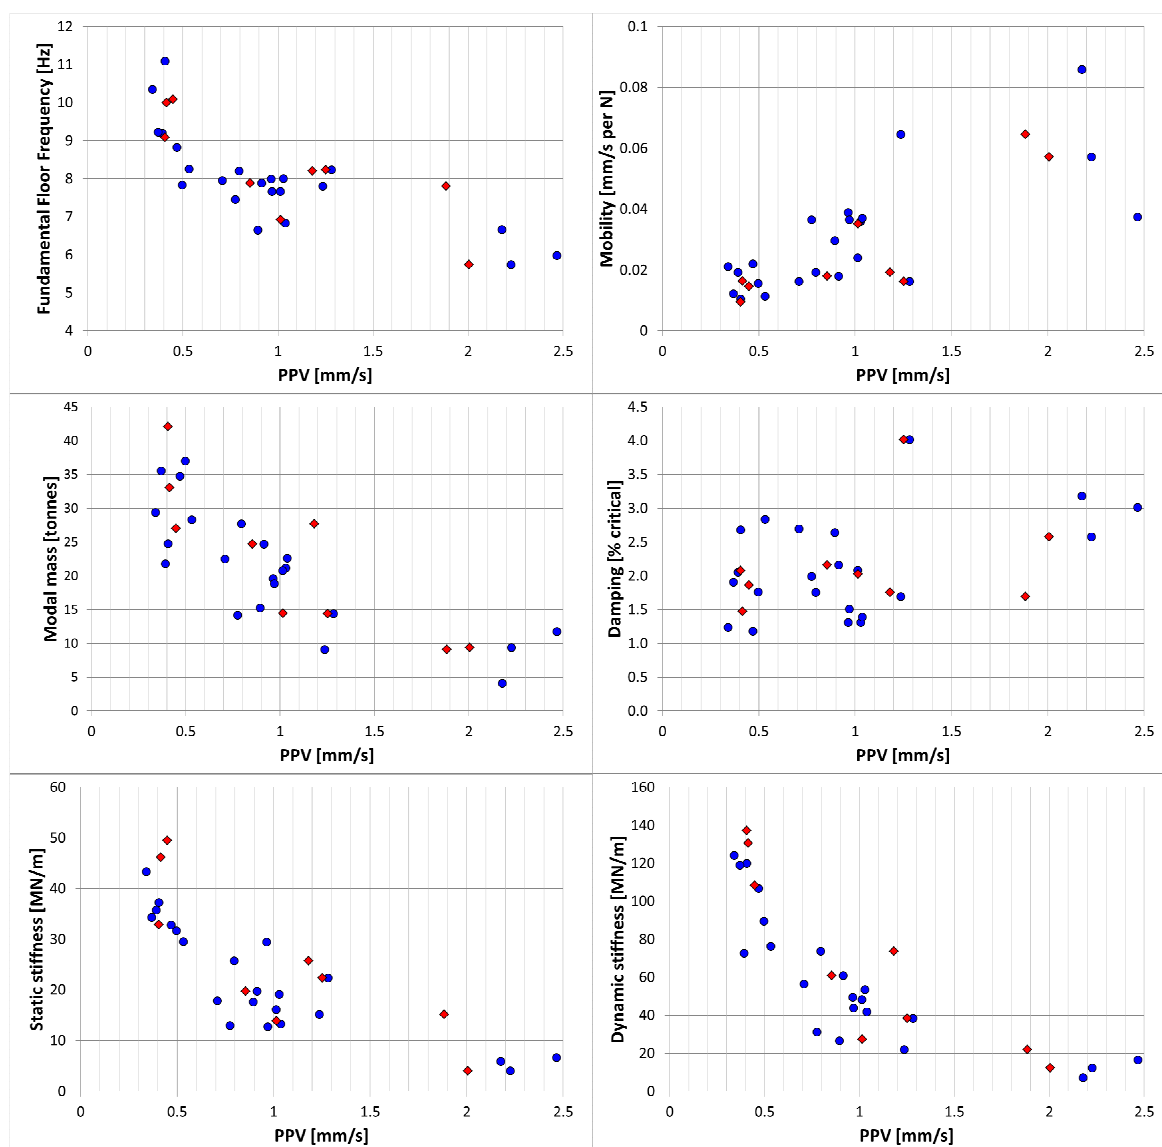 12
11
10
9
8
7
6
5
4
Fundamental Floor Frequency [Hz]
0 0.5 1 1.5 2 2.5
PPV [mm/s]
0.1
0.08
0.06
0.04
0.02
0
Mobility [mm/s per N]
0 0.5 1 1.5 2 2.5
PPV [mm/s]
45
40
35
30
25
20
15
10
5
0
Modal mass [tonnes]
0 0.5 1 1.5 2 2.5
PPV [mm/s]
4.5
4.0
3.5
3.0
2.5
2.0
1.5
1.0
0.5
0.0
Damping [% critical]
0 0.5 1 1.5 2 2.5
PPV [mm/s]
60
50
40
30
20
10
0
Static stiffness [MN/m]
0 0.5 1 1.5 2 2.5
PPV [mm/s]
160
140
120
100
80
60
40
20
0
Dynamic stiffness [MN/m]
0 0.5 1 1.5 2 2.5
PPV [mm/s]